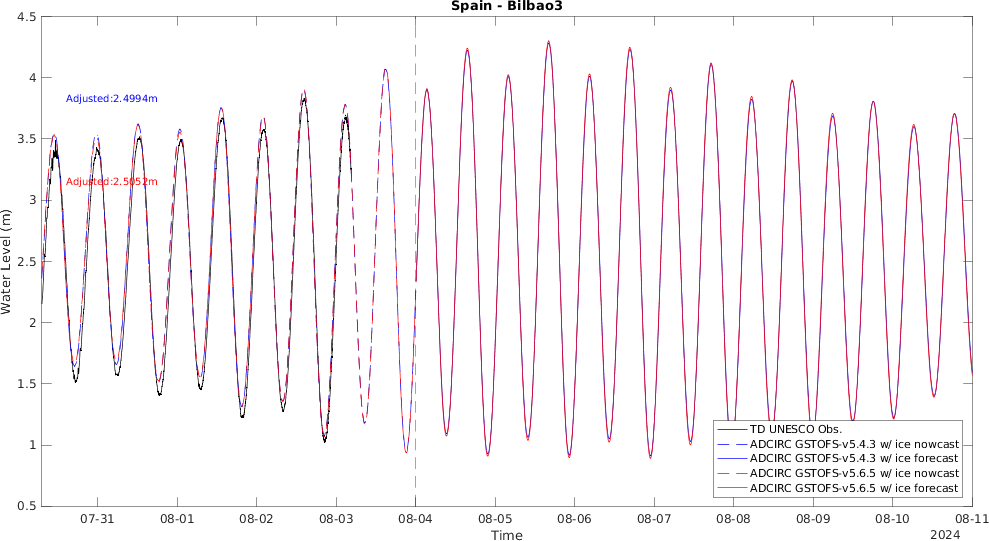 Spain - Bilbao3
4.5
4
3.5
3
2.5
2
1.5
1
0.5
Water Level (m)
Adjusted:2.4994m
Adjusted:2.5052m
TD UNESCO Obs.
ADCIRC GSTOFS-v5.4.3 w/ ice nowcast
ADCIRC GSTOFS-v5.4.3 w/ ice forecast
ADCIRC GSTOFS-v5.6.5 w/ ice nowcast
ADCIRC GSTOFS-v5.6.5 w/ ice forecast
07-31 08-01 08-02 08-03 08-04 08-05 08-06 08-07 08-08 08-09 08-10 08-11
Time
2024